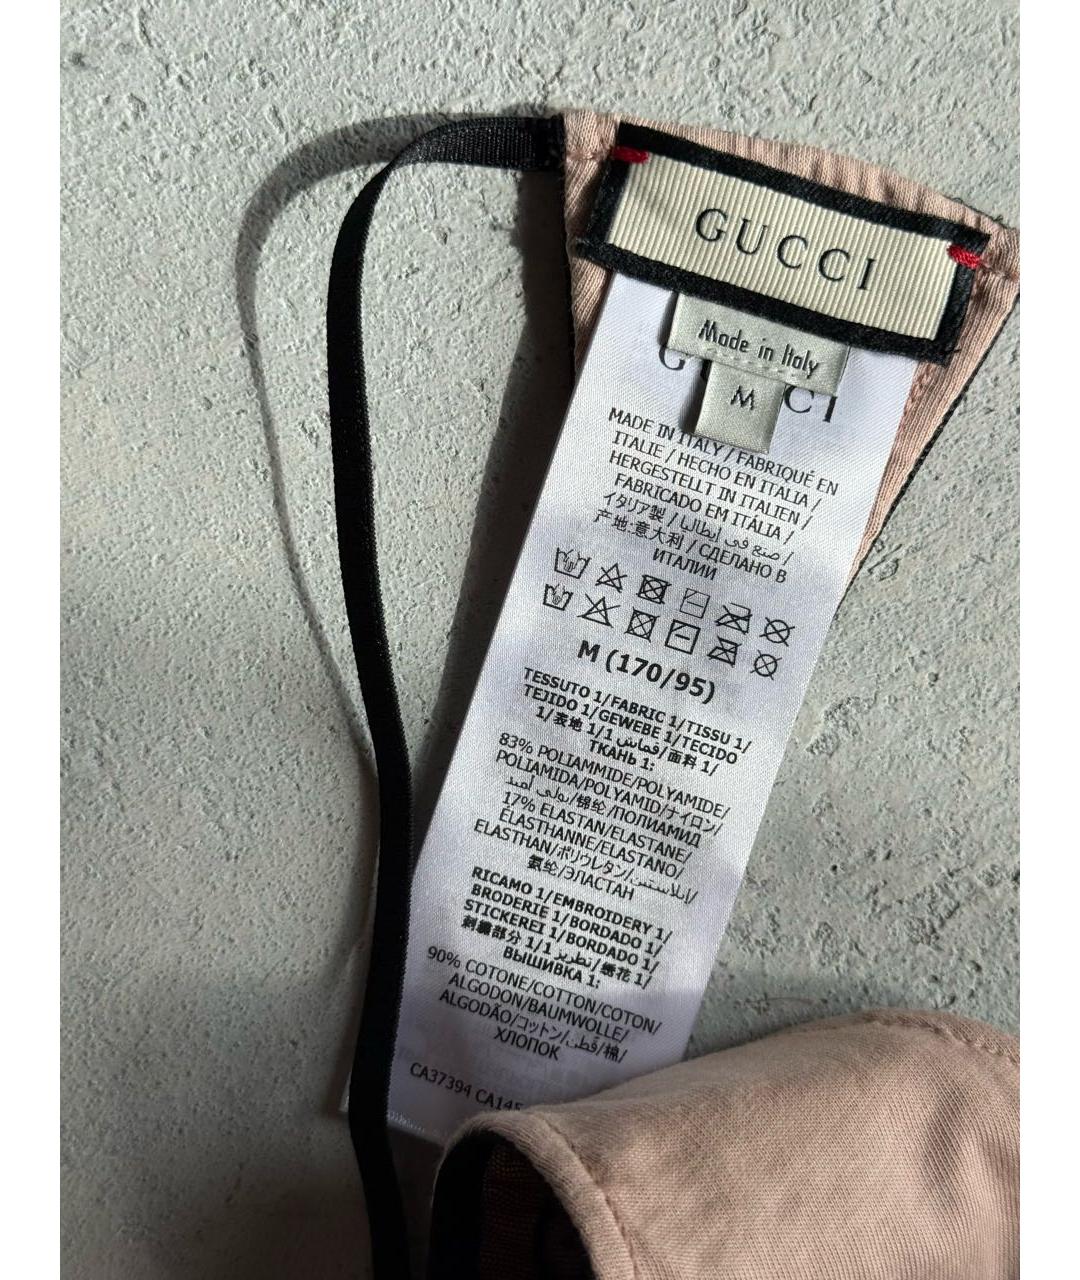 GUCCI
Made in Italy
M
MADE IN ITALY / FABRIQUÉ EN
ITALIE / HECHO EN ITALIA /
HERGESTELLT IN ITALIEN /
FABRICADO EM ITÁLIA /
イタリア製 / صنع في إيطاليا /
产地:意大利 / СДЕЛАНО В
ИТАЛИИ
M (170/95)
TESSUTO 1/FABRIC 1/TISSU 1/
TEJIDO 1/GEWEBE 1/TECIDO
1/表地 1/1 قماش/面料 1/
ТКАНЬ 1:
83% POLIAMMIDE/POLYAMIDE/
POLIAMIDA/POLYAMID/ナイロン/
بولي أميد/锦纶/ПОЛИАМИД
17% ELASTAN/ELASTANE/
ÉLASTHANNE/ELASTANO/
ELASTHAN/ポリウレタン/إيلاستين/
氨纶/ЭЛАСТАН
RICAMO 1/EMBROIDERY 1/
BRODERIE 1/BORDADO 1/
STICKEREI 1/BORDADO 1/
刺繍部分 1/1 تطريز/绣花 1/
ВЫШИВКА 1:
90% COTONE/COTTON/COTON/
ALGODON/BAUMWOLLE/
ALGODÃO/コットン/قطن/棉/
ХЛОПОК
CA37394 CA145